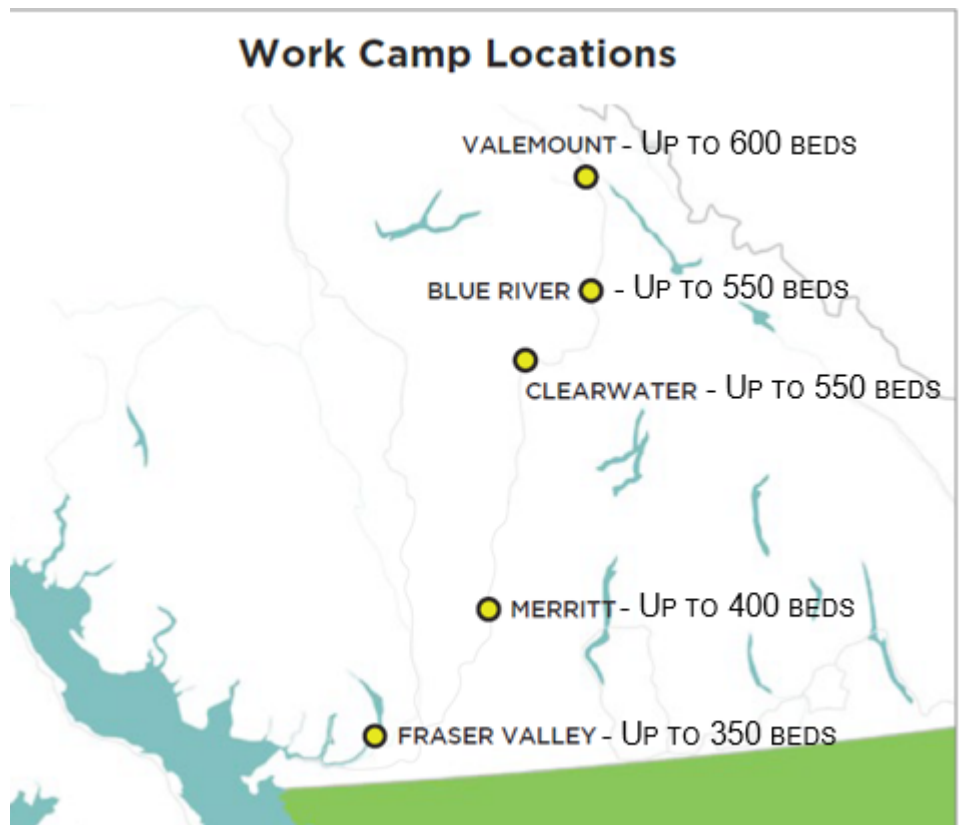 Work Camp Locations
VALEMOUNT - UP TO 600 BEDS
BLUE RIVER - UP TO 550 BEDS
CLEARWATER - UP TO 550 BEDS
MERRITT - UP TO 400 BEDS
FRASER VALLEY - UP TO 350 BEDS